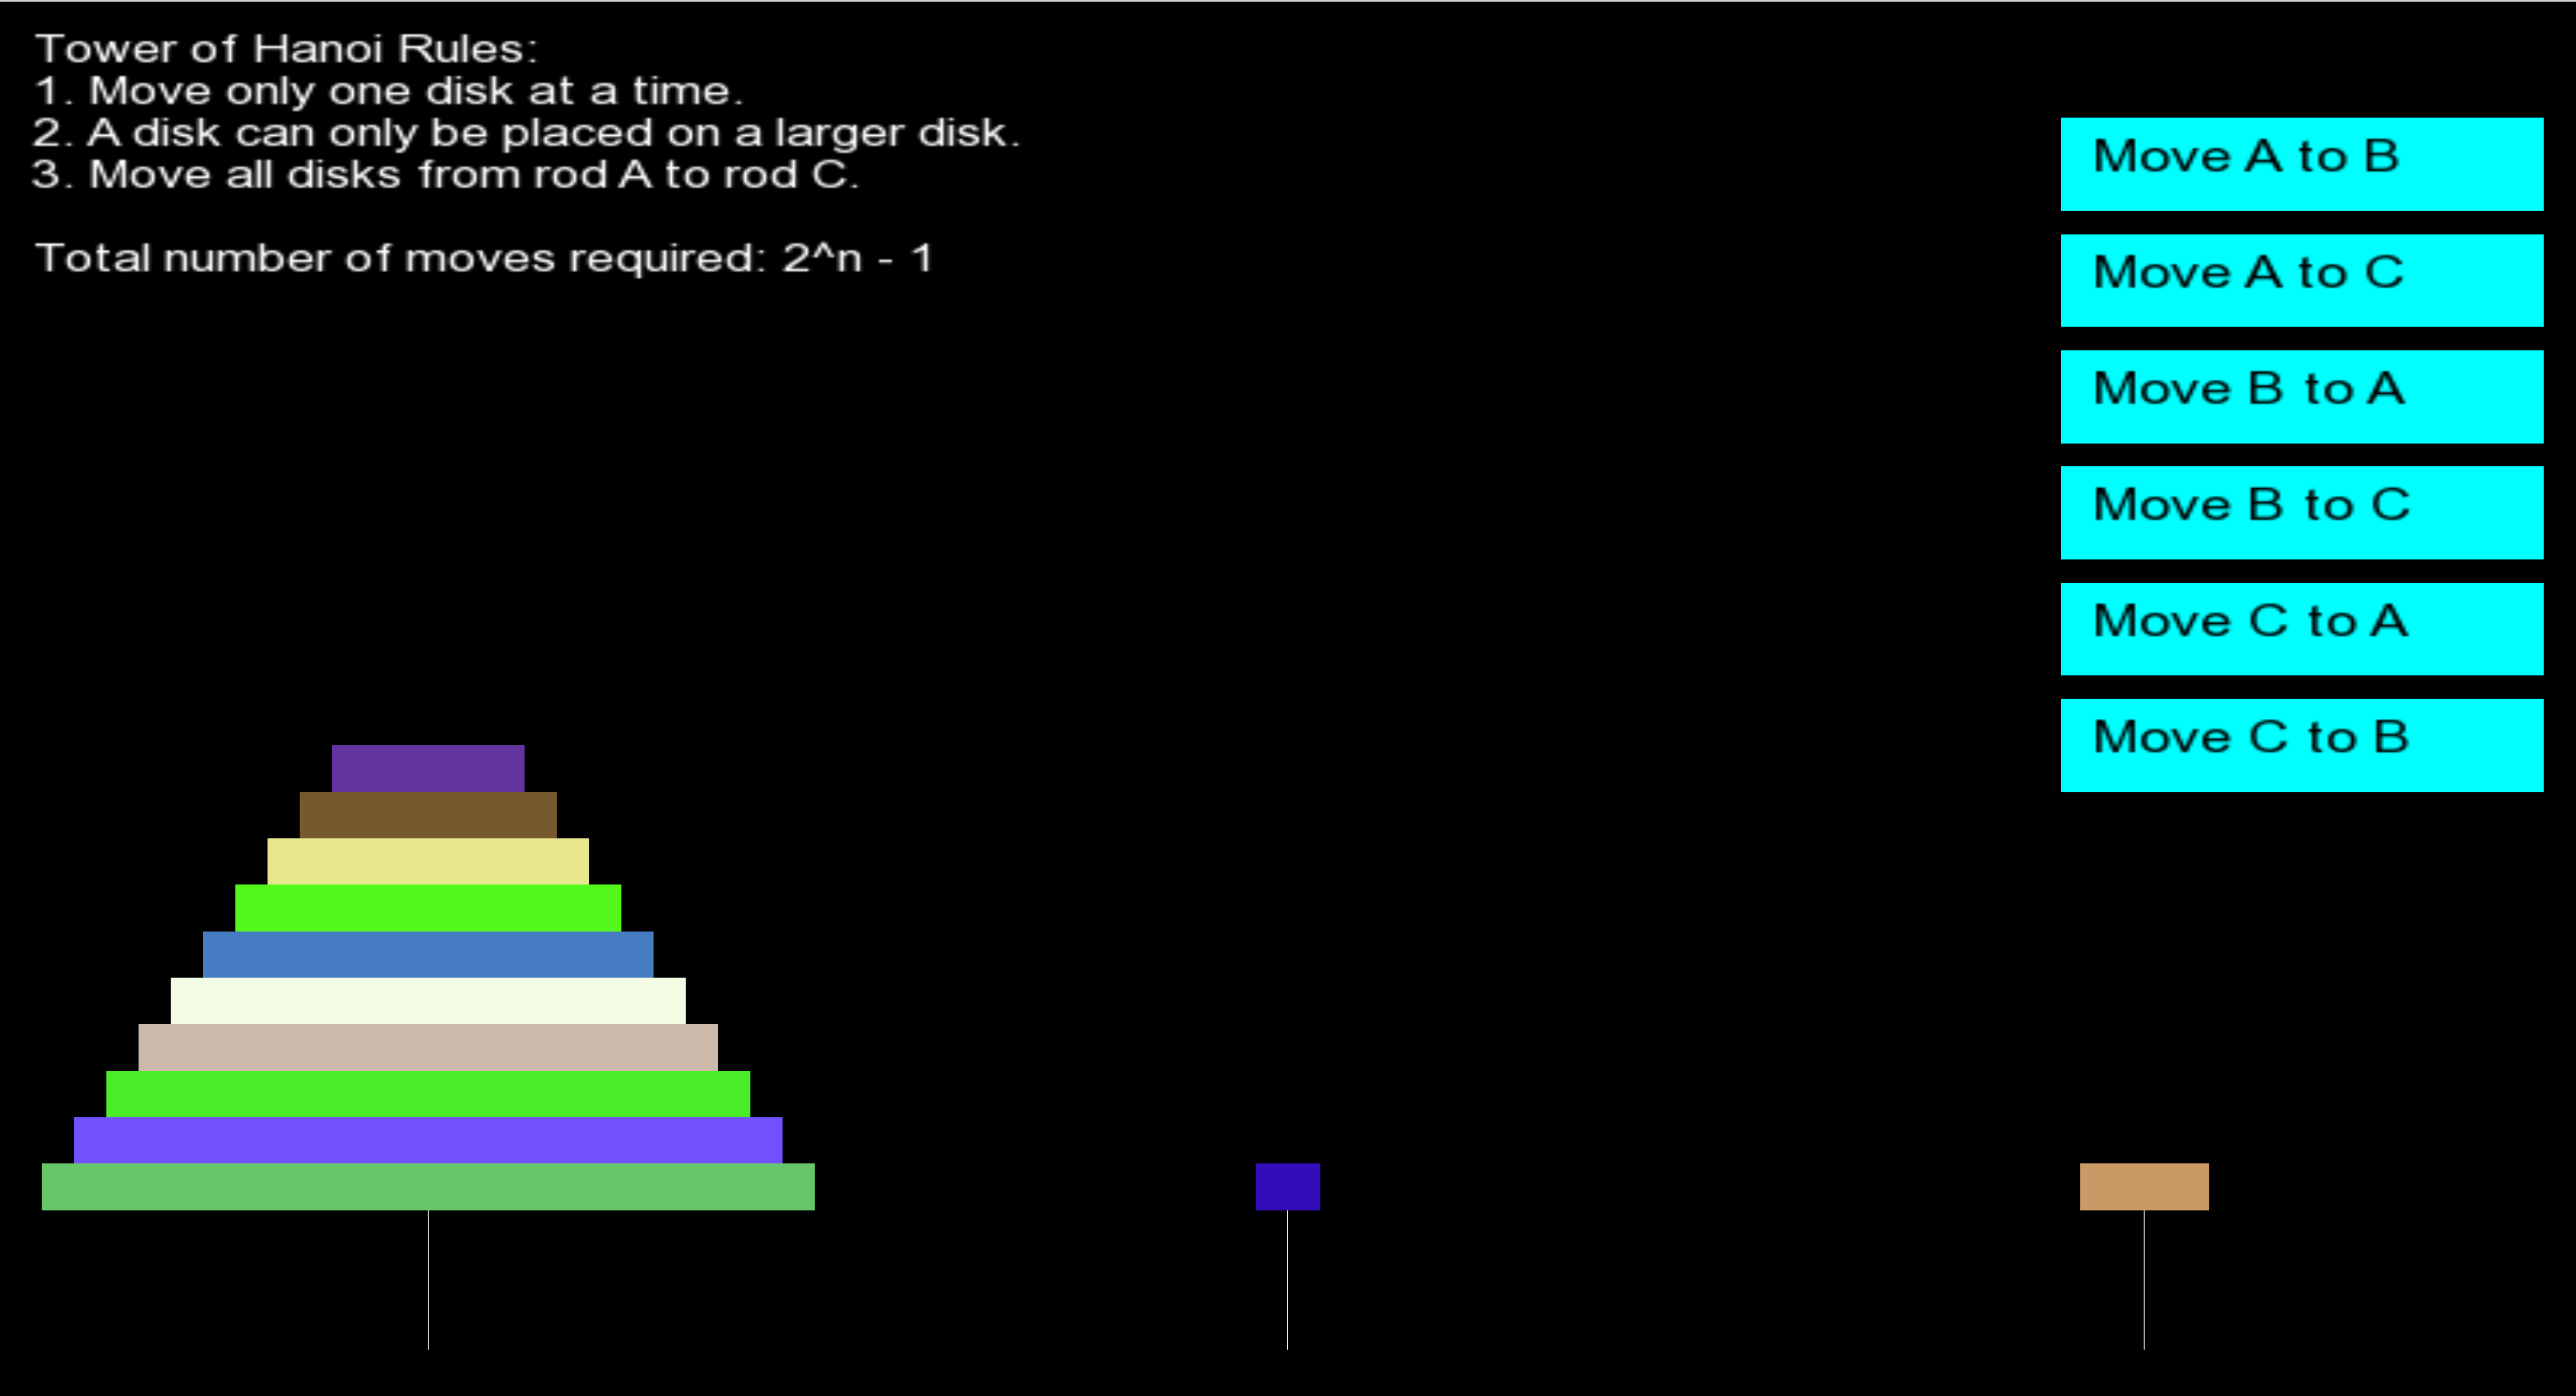 Tower of Hanoi Rules:
1. Move only one disk at a time.
2. A disk can only be placed on a larger disk.
3. Move all disks from rod A to rod C.
Total number of moves required: 2^n - 1
Move A to B
Move A to C
Move B to A
Move B to C
Move C to A
Move C to B